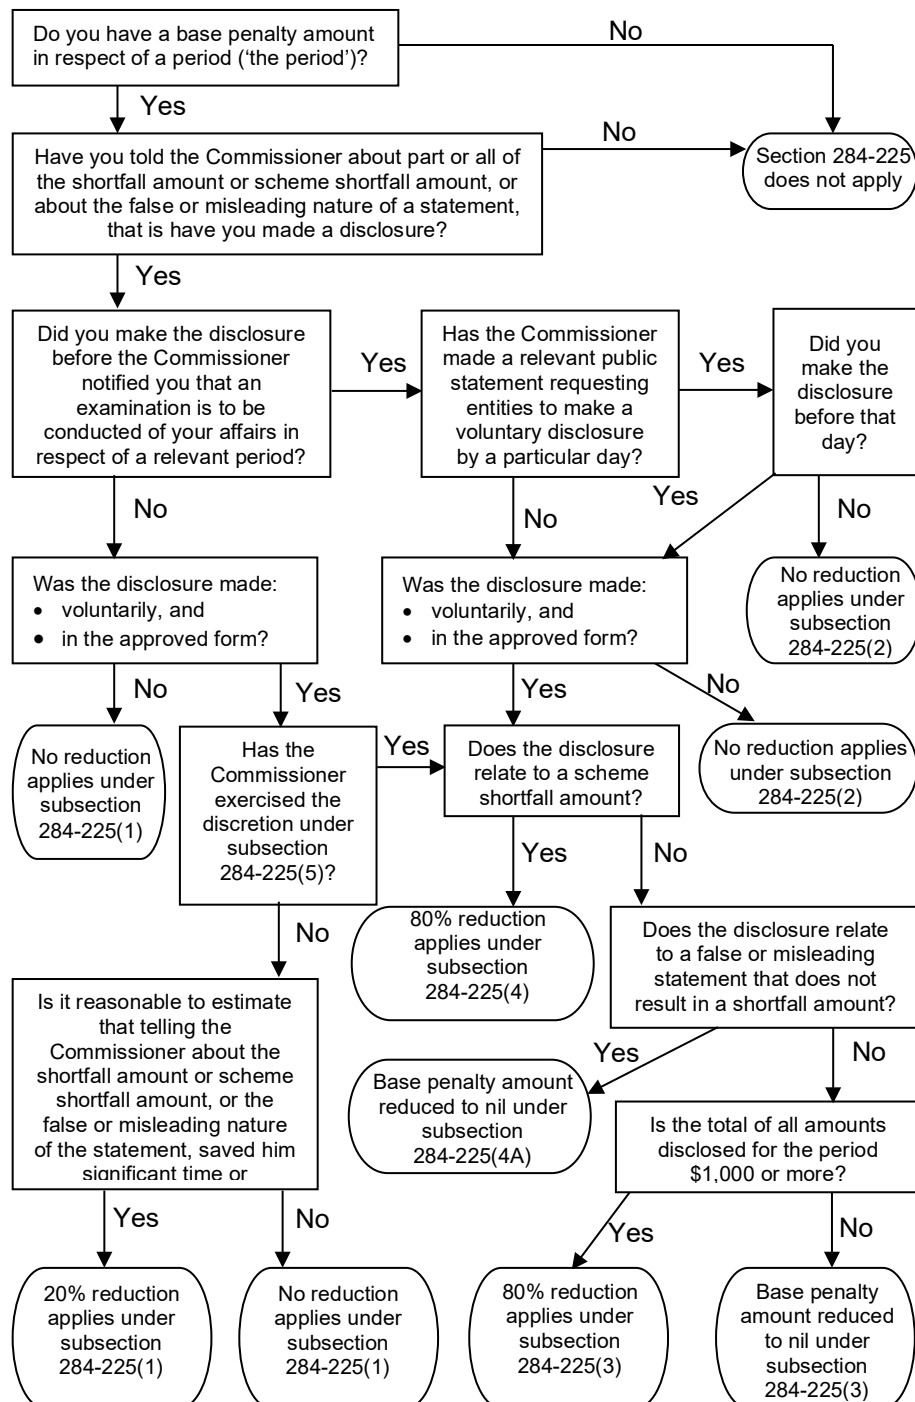 Do you have a base penalty amount
in respect of a period (‘the period’)?
No
Yes
Have you told the Commissioner about part or all of
the shortfall amount or scheme shortfall amount, or
about the false or misleading nature of a statement,
that is have you made a disclosure?
No
Section 284-225
does not apply
Yes
Did you make the disclosure
before the Commissioner
notified you that an
examination is to be
conducted of your affairs in
respect of a relevant period?
Yes
Has the Commissioner
made a relevant public
statement requesting
entities to make a
voluntary disclosure
by a particular day?
Yes
Did you
make the
disclosure
before that
day?
No
No
Yes
No
Was the disclosure made:
• voluntarily, and
• in the approved form?
Was the disclosure made:
• voluntarily, and
• in the approved form?
No reduction
applies under
subsection
284-225(2)
No
Yes
Yes
No
No reduction
applies under
subsection
284-225(1)
Has the
Commissioner
exercised the
discretion under
subsection
284-225(5)?
Yes
Does the disclosure
relate to a scheme
shortfall amount?
No reduction applies
under subsection
284-225(2)
Yes
No
No
80% reduction
applies under
subsection
284-225(4)
Does the disclosure relate
to a false or misleading
statement that does not
result in a shortfall amount?
Is it reasonable to estimate
that telling the
Commissioner about the
shortfall amount or scheme
shortfall amount, or the
false or misleading nature
of the statement, saved him
significant time or
Yes
No
Base penalty amount
reduced to nil under
subsection
284-225(4A)
Is the total of all amounts
disclosed for the period
$1,000 or more?
Yes
No
Yes
No
20% reduction
applies under
subsection
284-225(1)
No reduction
applies under
subsection
284-225(1)
80% reduction
applies under
subsection
284-225(3)
Base penalty
amount reduced
to nil under
subsection
284-225(3)